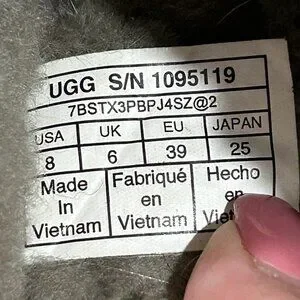 UGG S/N 1095119
7BSTX3PBPJ4SZ@2
USA UK EU JAPAN
8 6 39 25
Made Fabriqué Hecho
In en en
Vietnam Vietnam